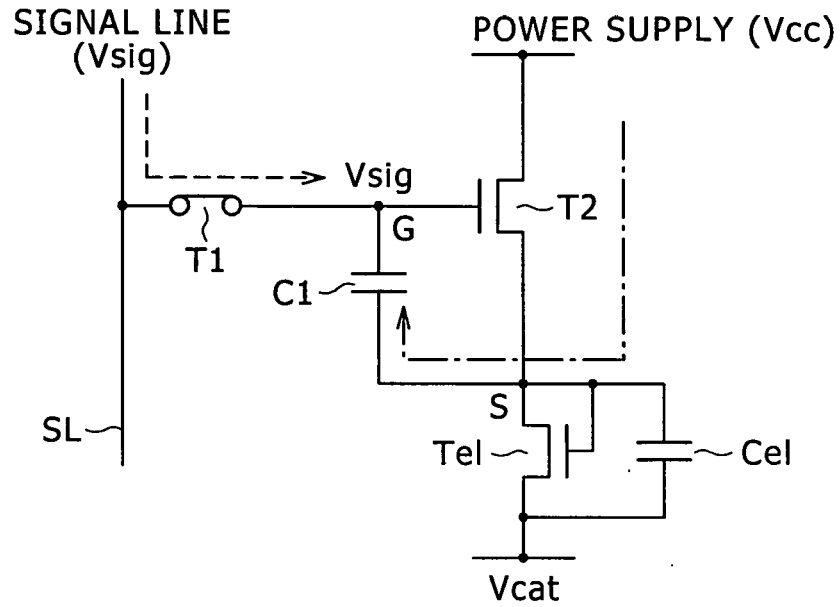 SIGNAL LINE
(Vsig)
POWER SUPPLY (Vcc)
Vsig
T1
G
T2
C1
S
SL
Tel
Cel
Vcat